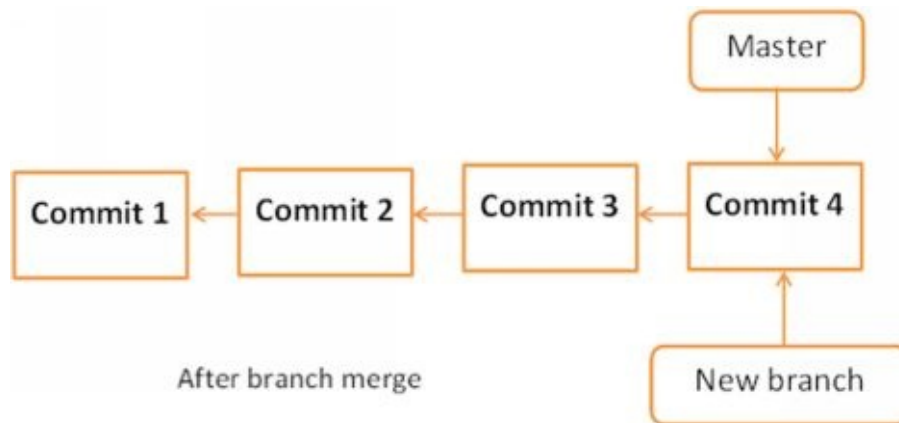 Master
Commit 1
Commit 2
Commit 3
Commit 4
After branch merge
New branch